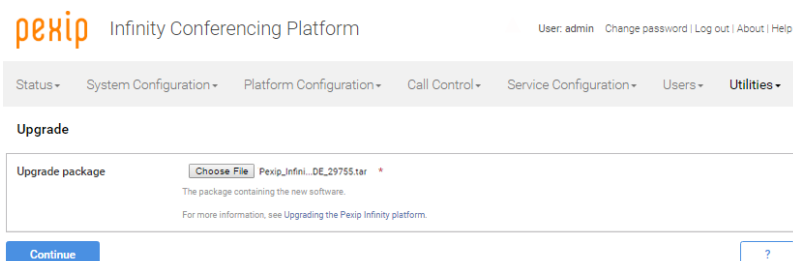 pexip Infinity Conferencing Platform User: admin Change password | Log out | About | Help
Status System Configuration Platform Configuration Call Control Service Configuration Users Utilities
Upgrade
Upgrade package Choose File Pexip_Infini...DE_29755.tar *
The package containing the new software.
For more information, see Upgrading the Pexip Infinity platform.
Continue ?